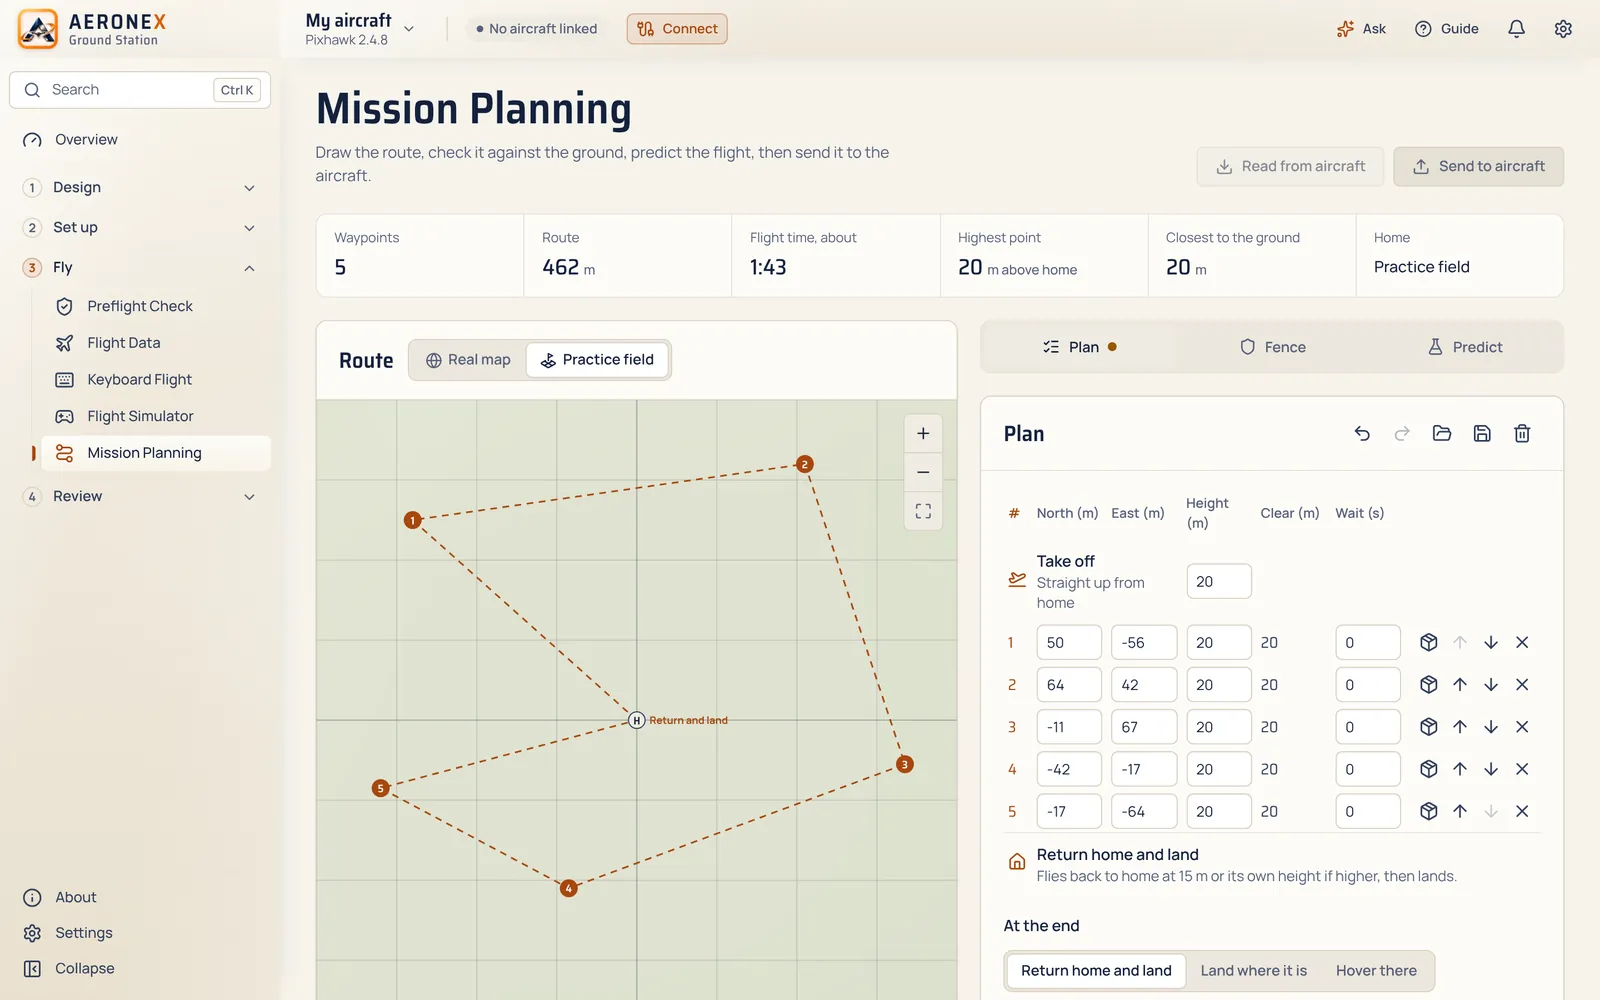 AERONEX
Ground Station
My aircraft
Pixhawk 2.4.8
No aircraft linked
Connect
Ask
Guide
Search
Ctrl K
Overview
1 Design
2 Set up
3 Fly
Preflight Check
Flight Data
Keyboard Flight
Flight Simulator
Mission Planning
4 Review
About
Settings
Collapse
Mission Planning
Draw the route, check it against the ground, predict the flight, then send it to the
aircraft.
Read from aircraft
Send to aircraft
Waypoints
5
Route
462 m
Flight time, about
1:43
Highest point
20 m above home
Closest to the ground
20 m
Home
Practice field
Route
Real map
Practice field
2
1
H Return and land
3
5
4
Plan
Fence
Predict
Plan
# North (m) East (m) Height (m) Clear (m) Wait (s)
Take off
Straight up from
home
20
1 50 -56 20 20 0
2 64 42 20 20 0
3 -11 67 20 20 0
4 -42 -17 20 20 0
5 -17 -64 20 20 0
Return home and land
Flies back to home at 15 m or its own height if higher, then lands.
At the end
Return home and land
Land where it is
Hover there